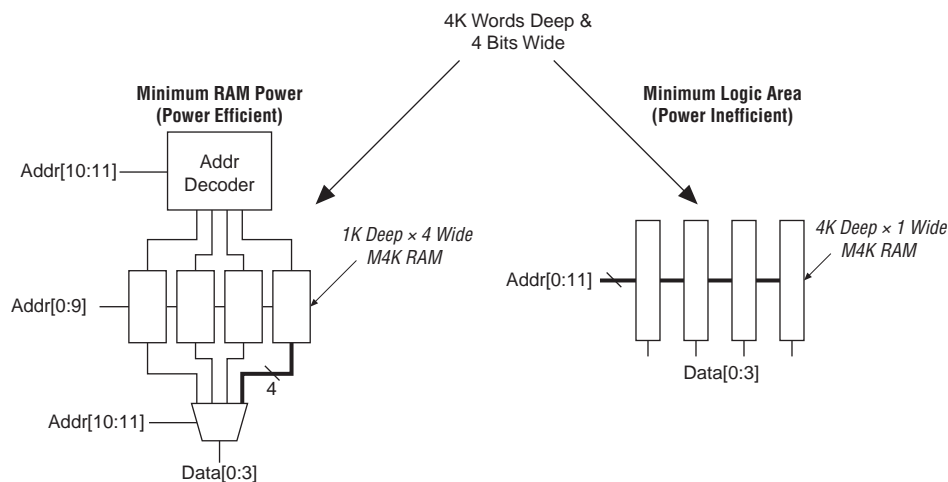 4K Words Deep &
4 Bits Wide
Minimum RAM Power
(Power Efficient)
Minimum Logic Area
(Power Inefficient)
Addr
Decoder
Addr[10:11]
1K Deep × 4 Wide
M4K RAM
4K Deep × 1 Wide
M4K RAM
Addr[0:9]
Addr[0:11]
4
Data[0:3]
Addr[10:11]
Data[0:3]